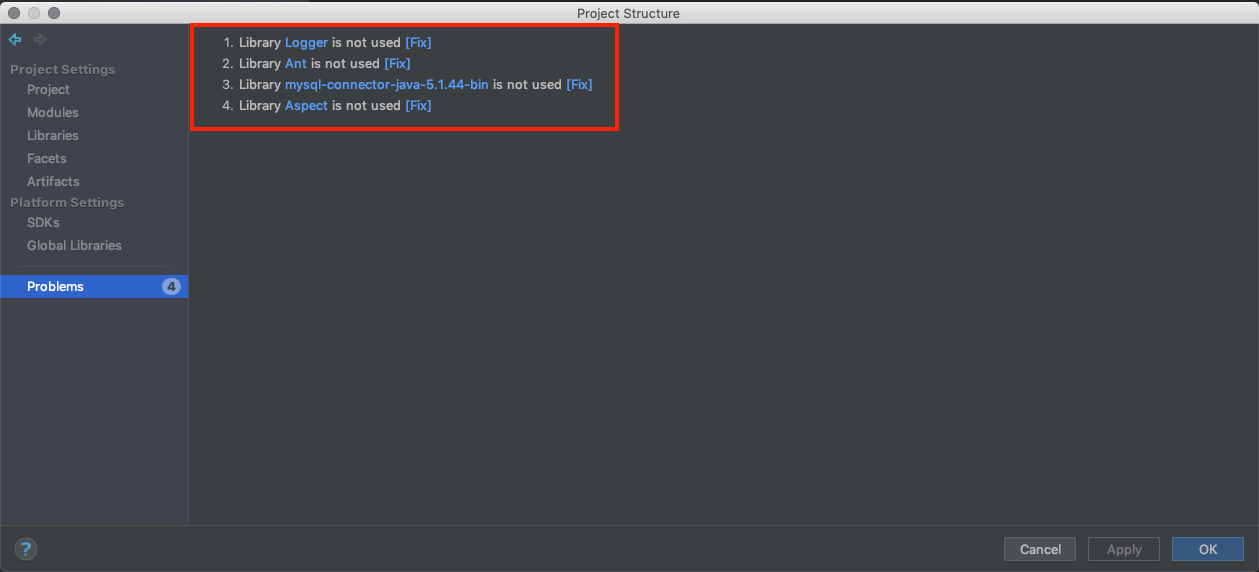 Project Structure
Project Settings
Project
Modules
Libraries
Facets
Artifacts
Platform Settings
SDKs
Global Libraries
Problems 4
1. Library Logger is not used [Fix]
2. Library Ant is not used [Fix]
3. Library mysql-connector-java-5.1.44-bin is not used [Fix]
4. Library Aspect is not used [Fix]
?
Cancel Apply OK